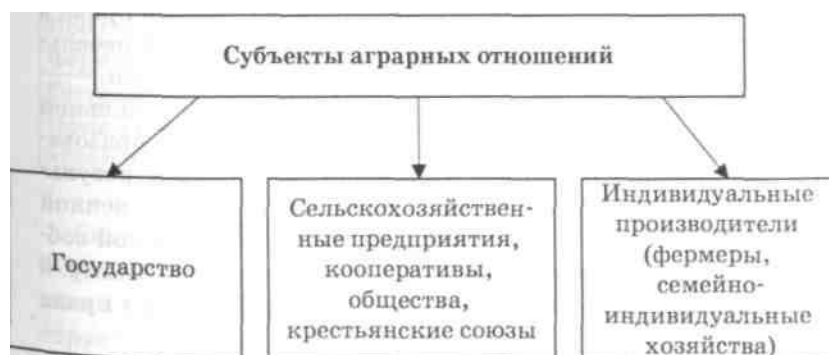 Субъекты аграрных отношений
Государство
Сельскохозяйствен-
ные предприятия,
кооперативы,
общества,
крестьянские союзы
Индивидуальные
производители
(фермеры,
семейно-
индивидуальные
хозяйства)